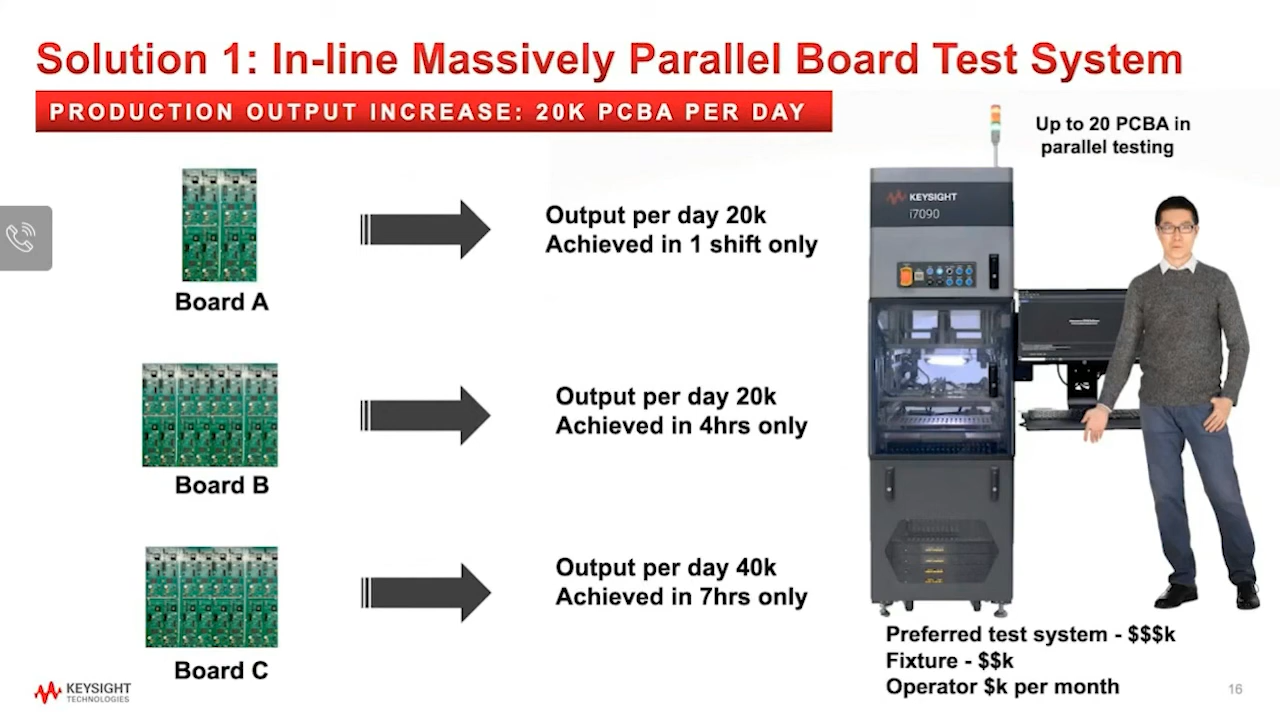 Solution 1: In-line Massively Parallel Board Test System
PRODUCTION OUTPUT INCREASE: 20K PCBA PER DAY
Up to 20 PCBA in
parallel testing
KEYSIGHT
i7090
Output per day 20k
Achieved in 1 shift only
Board A
Output per day 20k
Achieved in 4hrs only
Board B
Output per day 40k
Achieved in 7hrs only
Board C
Preferred test system - $$$k
Fixture - $$k
Operator $k per month
KEYSIGHT
TECHNOLOGIES
16